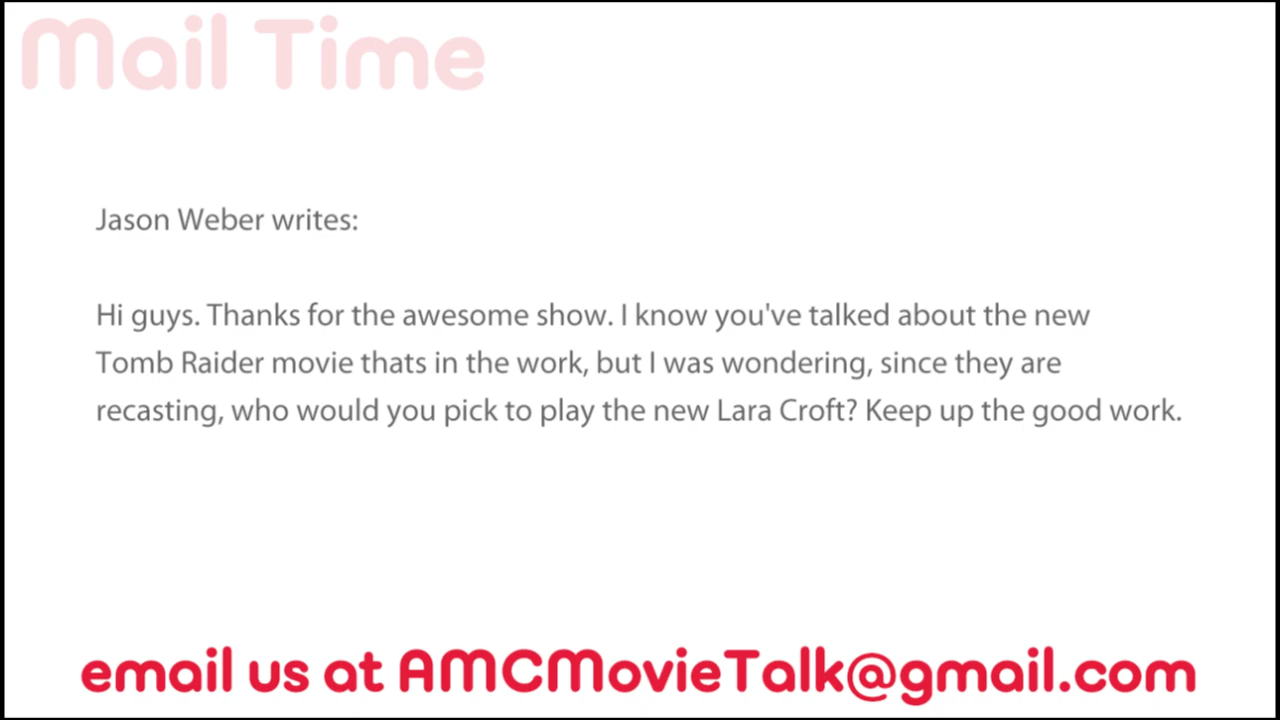 Mail Time
Jason Weber writes:
Hi guys. Thanks for the awesome show. I know you've talked about the new
Tomb Raider movie thats in the work, but I was wondering, since they are
recasting, who would you pick to play the new Lara Croft? Keep up the good work.
email us at AMCMovieTalk@gmail.com